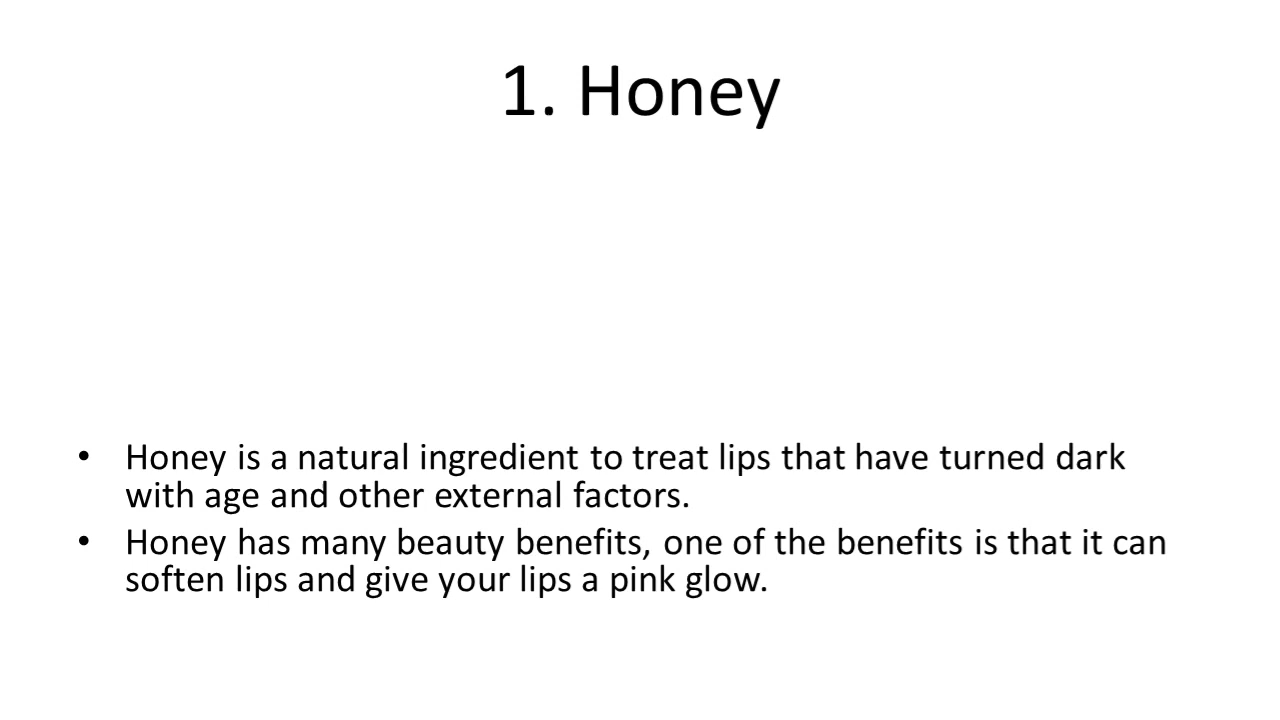 1. Honey
• Honey is a natural ingredient to treat lips that have turned dark
with age and other external factors.
• Honey has many beauty benefits, one of the benefits is that it can
soften lips and give your lips a pink glow.